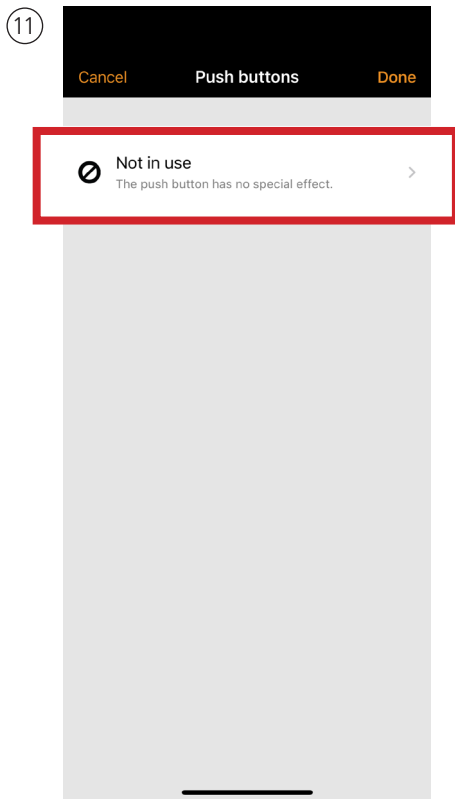 11
Cancel Push buttons Done
Not in use
The push button has no special effect.